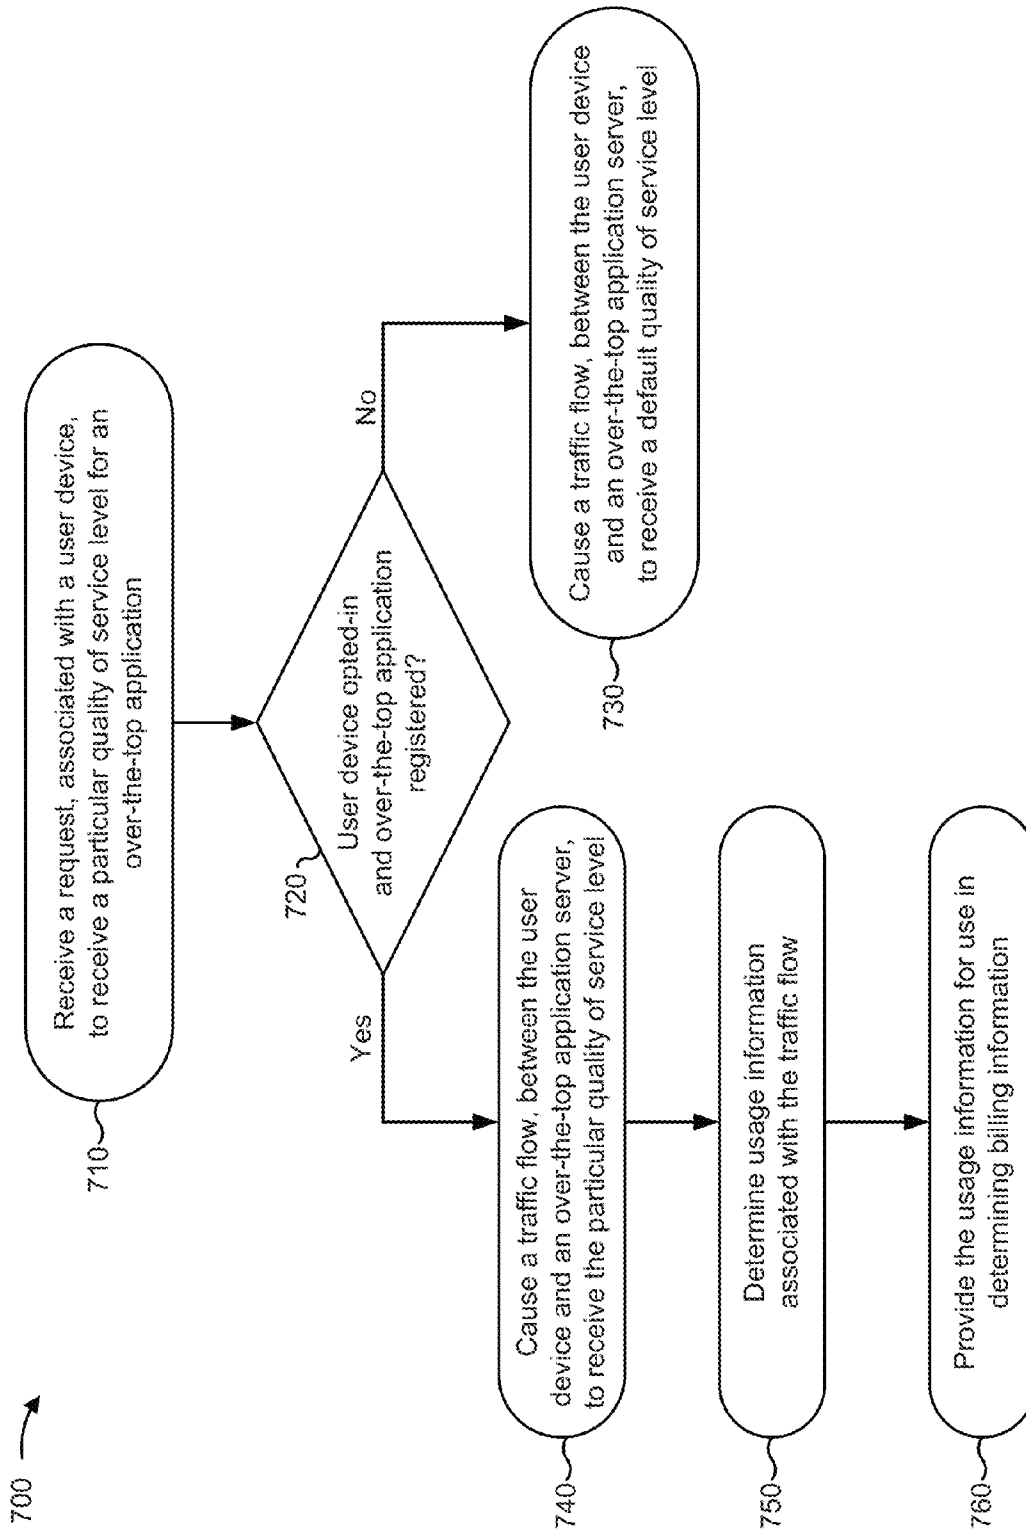 700
710
Receive a request, associated with a user device,
to receive a particular quality of service level for an
over-the-top application
720
User device opted-in
and over-the-top application
registered?
Yes
No
740
Cause a traffic flow, between the user
device and an over-the-top application server,
to receive the particular quality of service level
730
Cause a traffic flow, between the user device
and an over-the-top application server,
to receive a default quality of service level
750
Determine usage information
associated with the traffic flow
760
Provide the usage information for use in
determining billing information